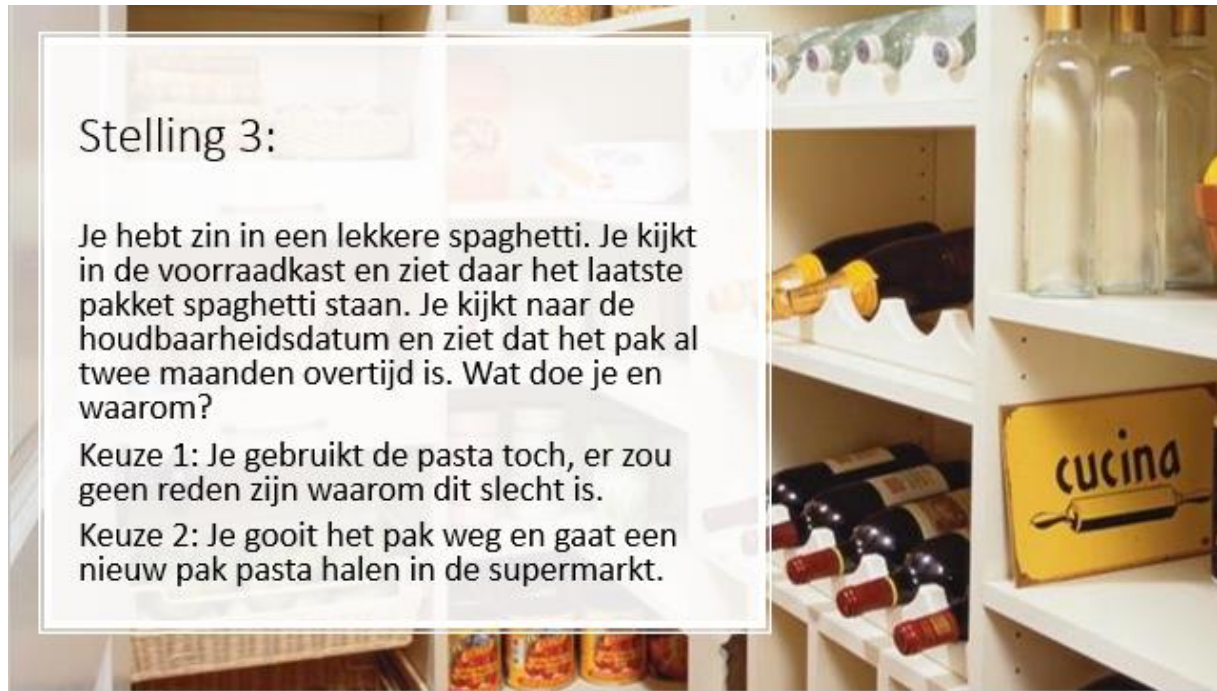 Stelling 3:
Je hebt zin in een lekkere spaghetti. Je kijkt
in de voorraadkast en ziet daar het laatste
pakket spaghetti staan. Je kijkt naar de
houdbaarheidsdatum en ziet dat het pak al
twee maanden overtijd is. Wat doe je en
waarom?
Keuze 1: Je gebruikt de pasta toch, er zou
geen reden zijn waarom dit slecht is.
Keuze 2: Je gooit het pak weg en gaat een
nieuw pak pasta halen in de supermarkt.
cucina